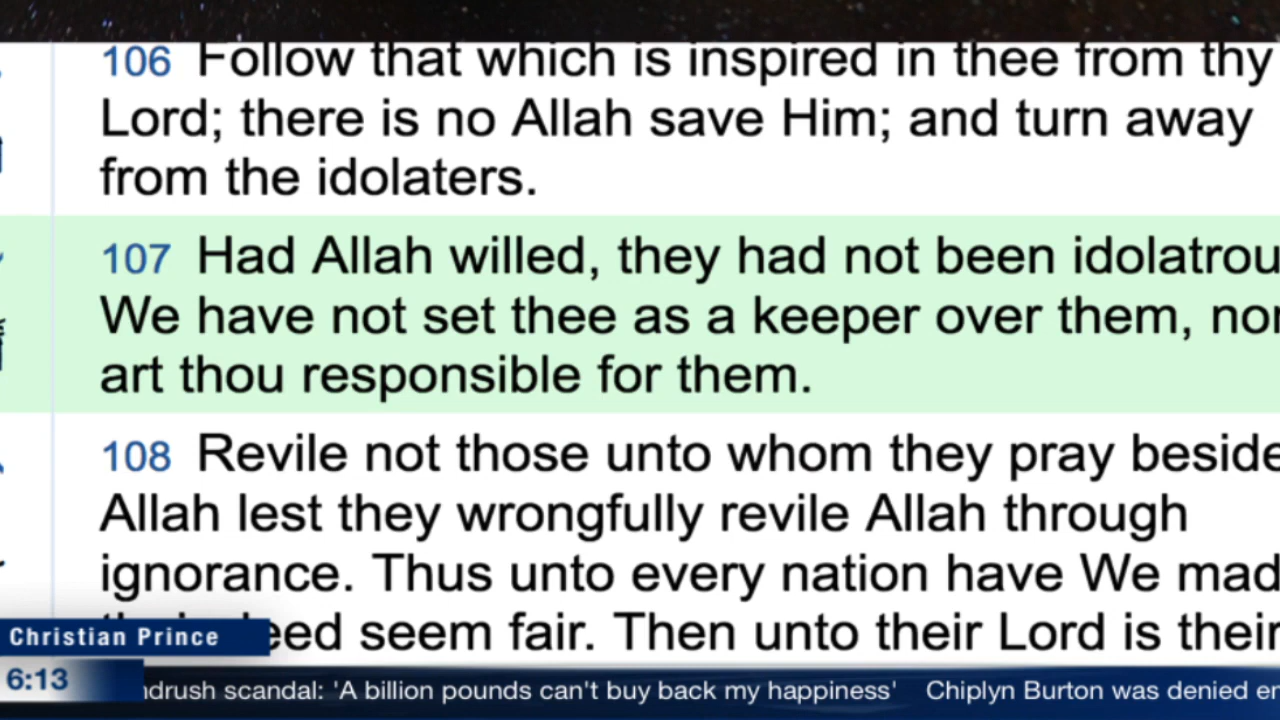 106 Follow that which is inspired in thee from thy
Lord; there is no Allah save Him; and turn away
from the idolaters.
107 Had Allah willed, they had not been idolatrou
We have not set thee as a keeper over them, nor
art thou responsible for them.
108 Revile not those unto whom they pray beside
Allah lest they wrongfully revile Allah through
ignorance. Thus unto every nation have We mad
eed seem fair. Then unto their Lord is their
Christian Prince
6:13
ndrush scandal: 'A billion pounds can't buy back my happiness' Chiplyn Burton was denied en